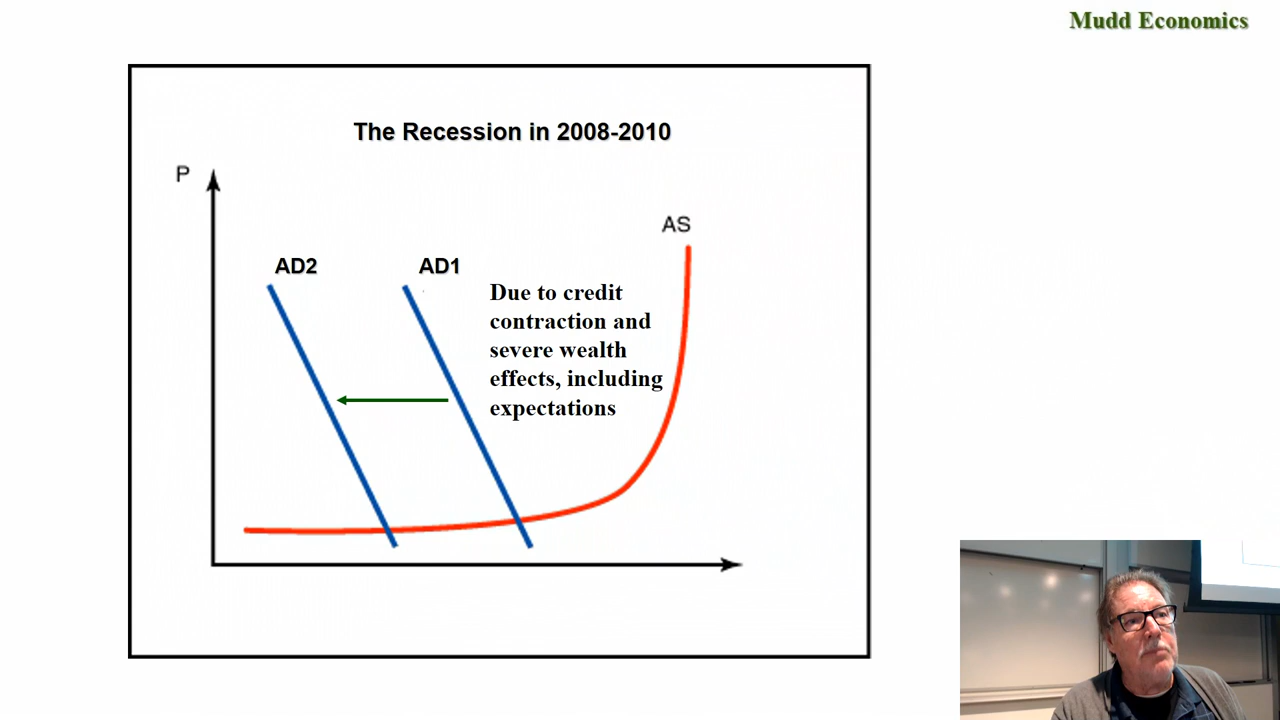 Mudd Economics
The Recession in 2008-2010
P
AS
AD2
AD1
Due to credit
contraction and
severe wealth
effects, including
expectations